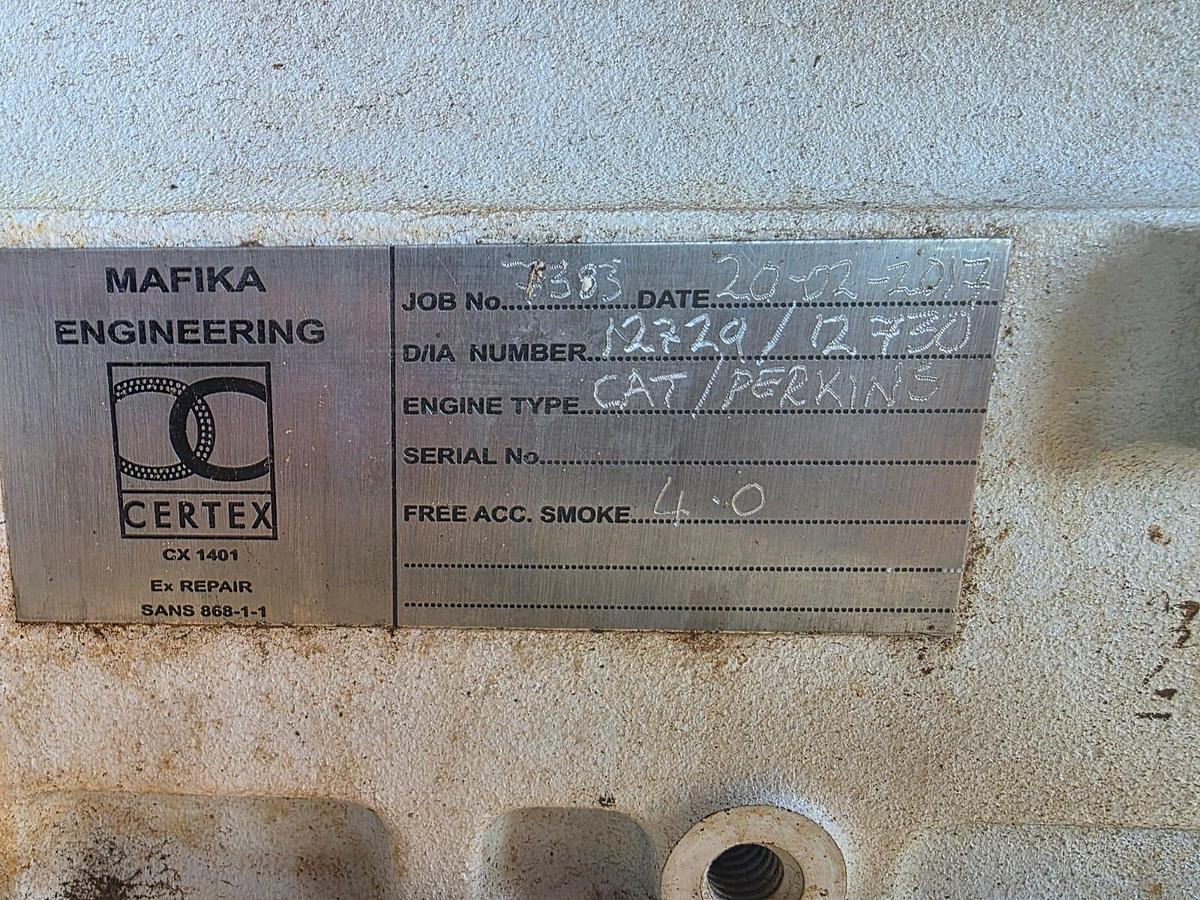 MAFIKA
ENGINEERING
CERTEX
CX 1401
Ex REPAIR
SANS 868-1-1
JOB No. 7383 DATE 20-02-2017
D/IA NUMBER 12729/12730
ENGINE TYPE CAT/PERKINS
SERIAL No
FREE ACC. SMOKE 4.0